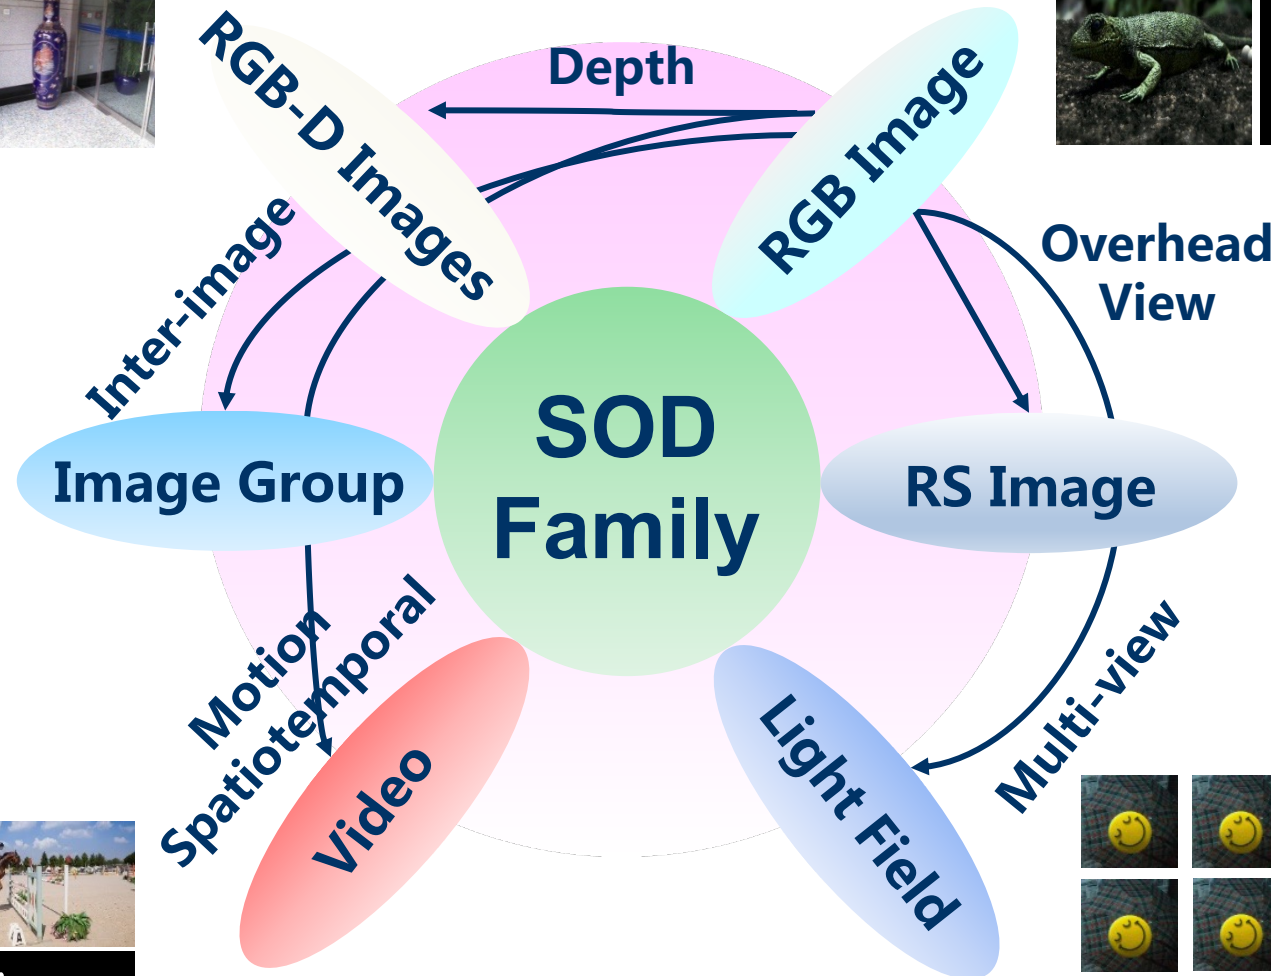 RGB-D Images
Depth
RGB Image
Overhead
View
Inter-image
Image Group
SOD
Family
RS Image
Motion
Spatiotemporal
Video
Light Field
Multi-view